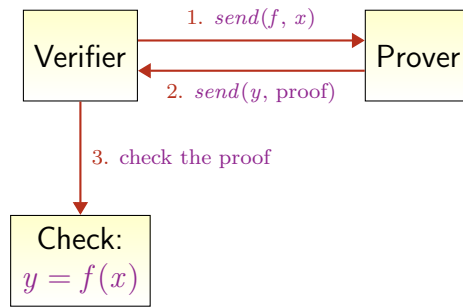 1. send(f, x)
Verifier
Prover
2. send(y, proof)
3. check the proof
Check:
y = f(x)